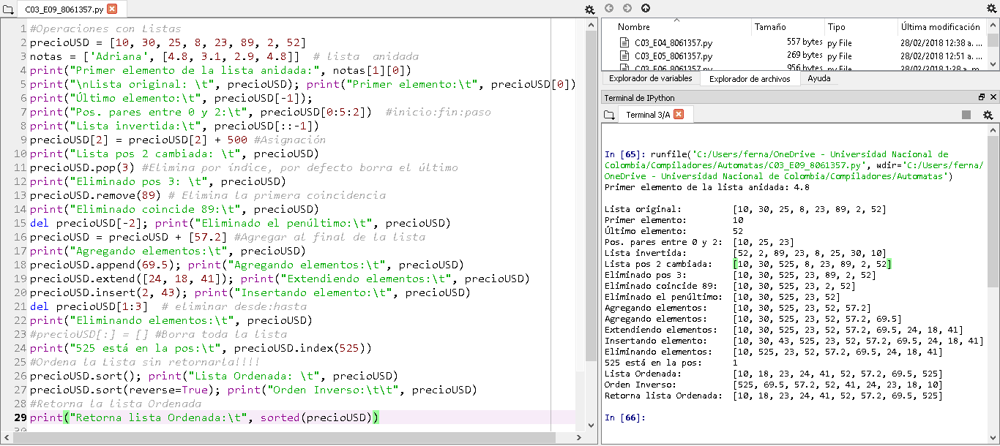 C03_E09_8061357.py
1 #Operaciones con Listas
2 precioUSD = [10, 30, 25, 8, 23, 89, 2, 52]
3 notas = ['Adriana', [4.8, 3.1, 2.9, 4.8]]  # lista  anidada
4 print("Primer elemento de la lista anidada:", notas[1][0])
5 print("\nLista original: \t", precioUSD); print("Primer elemento:\t", precioUSD[0])
6 print("Último elemento:\t", precioUSD[-1]);
7 print("Pos. pares entre 0 y 2:\t", precioUSD[0:5:2])  #inicio:fin:paso
8 print("Lista invertida:\t", precioUSD[::-1])
9 precioUSD[2] = precioUSD[2] + 500 #Asignación
10 print("Lista pos 2 cambiada: \t", precioUSD)
11 precioUSD.pop(3) #Elimina por índice, por defecto borra el último
12 print("Eliminado pos 3: \t", precioUSD)
13 precioUSD.remove(89) # Elimina la primera coincidencia
14 print("Eliminado coincide 89:\t", precioUSD)
15 del precioUSD[-2]; print("Eliminado el penúltimo:\t", precioUSD)
16 precioUSD = precioUSD + [57.2] #Agregar al final de la lista
17 print("Agregando elementos:\t", precioUSD)
18 precioUSD.append(69.5); print("Agregando elementos:\t", precioUSD)
19 precioUSD.extend([24, 18, 41]); print("Extendiendo elementos:\t", precioUSD)
20 precioUSD.insert(2, 43); print("Insertando elemento:\t", precioUSD)
21 del precioUSD[1:3]  # eliminar desde:hasta
22 print("Eliminando elementos:\t", precioUSD)
23 #precioUSD[:] = [] #Borra toda la lista
24 print("525 está en la pos:\t", precioUSD.index(525))
25 #Ordena la Lista sin retornarla!!!!
26 precioUSD.sort(); print("Lista Ordenada: \t", precioUSD)
27 precioUSD.sort(reverse=True); print("Orden Inverso:\t\t", precioUSD)
28 #Retorna la lista Ordenada
29 print("Retorna lista Ordenada:\t", sorted(precioUSD))
30
Nombre Tamaño Tipo Última modificación
C03_E04_8061357.py 557 bytes py File 28/02/2018 12:38 a. ...
C03_E05_8061357.py 269 bytes py File 28/02/2018 12:51 a. ...
C03_E06_8061357.py 956 bytes py File 28/02/2018 1:28 a. m.
Explorador de variables Explorador de archivos Ayuda
Terminal de IPython
Terminal 3/A
In [65]: runfile('C:/Users/ferna/OneDrive - Universidad Nacional de
Colombia/Compiladores/Automatas/C03_E09_8061357.py', wdir='C:/Users/ferna/
OneDrive - Universidad Nacional de Colombia/Compiladores/Automatas')
Primer elemento de la lista anidada: 4.8
Lista original: [10, 30, 25, 8, 23, 89, 2, 52]
Primer elemento: 10
Último elemento: 52
Pos. pares entre 0 y 2: [10, 25, 23]
Lista invertida: [52, 2, 89, 23, 8, 25, 30, 10]
Lista pos 2 cambiada: [10, 30, 525, 8, 23, 89, 2, 52]
Eliminado pos 3: [10, 30, 525, 23, 89, 2, 52]
Eliminado coincide 89: [10, 30, 525, 23, 2, 52]
Eliminado el penúltimo: [10, 30, 525, 23, 52]
Agregando elementos: [10, 30, 525, 23, 52, 57.2]
Agregando elementos: [10, 30, 525, 23, 52, 57.2, 69.5]
Extendiendo elementos: [10, 30, 525, 23, 52, 57.2, 69.5, 24, 18, 41]
Insertando elemento: [10, 30, 43, 525, 23, 52, 57.2, 69.5, 24, 18, 41]
Eliminando elementos: [10, 525, 23, 52, 57.2, 69.5, 24, 18, 41]
525 está en la pos: 1
Lista Ordenada: [10, 18, 23, 24, 41, 52, 57.2, 69.5, 525]
Orden Inverso: [525, 69.5, 57.2, 52, 41, 24, 23, 18, 10]
Retorna lista Ordenada: [10, 18, 23, 24, 41, 52, 57.2, 69.5, 525]
In [66]: